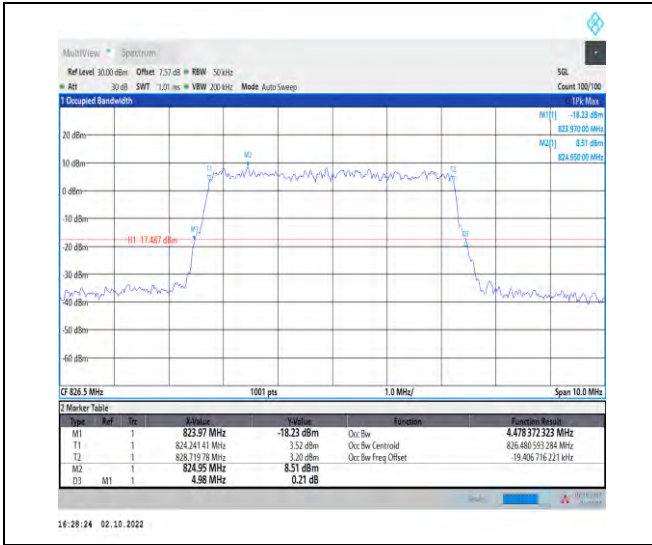 MultiView Spectrum
Ref Level 30.00 dBm Offset 7.57 dB RBW 50 kHz SGL
Att 30 dB SWT 1.01 ms VBW 200 kHz Mode Auto Sweep Count 100/100
1 Occupied Bandwidth 1Pk Max
M1[1] -18.23 dBm
823.970 00 MHz
M2[1] 8.51 dBm
824.950 00 MHz
20 dBm
10 dBm
0 dBm
-10 dBm
-20 dBm
-30 dBm
-40 dBm
-50 dBm
-60 dBm
T1
M2
T2
M1
D3
H1 -17.487 dBm
CF 826.5 MHz 1001 pts 1.0 MHz/ Span 10.0 MHz
2 Marker Table
Type Ref Trc X-Value Y-Value Function Function Result
M1 1 823.97 MHz -18.23 dBm Occ Bw 4.478 372 323 MHz
T1 1 824.241 41 MHz 3.52 dBm Occ Bw Centroid 826.480 593 284 MHz
T2 1 828.719 78 MHz 3.20 dBm Occ Bw Freq Offset -19.406 716 221 kHz
M2 1 824.95 MHz 8.51 dBm
D3 M1 1 4.98 MHz 0.21 dB
16:28:24 02.10.2022